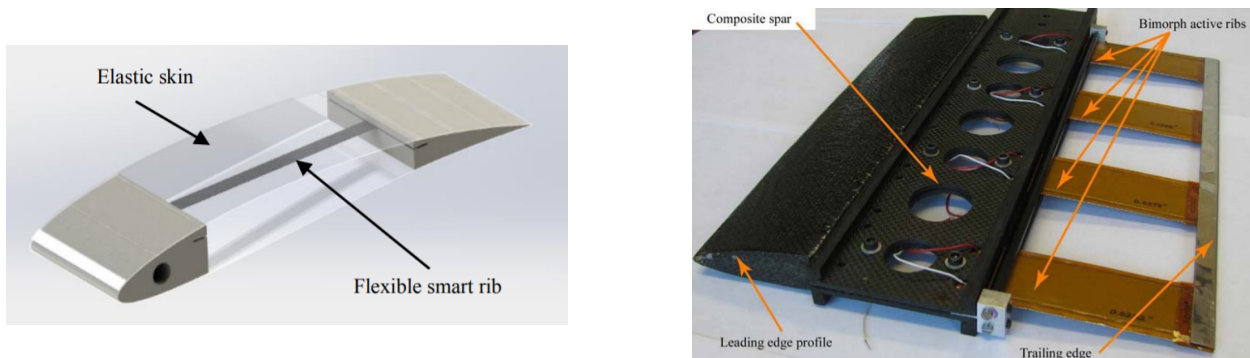 Elastic skin
Flexible smart rib
Composite spar
Bimorph active ribs
Leading edge profile
Trailing edge